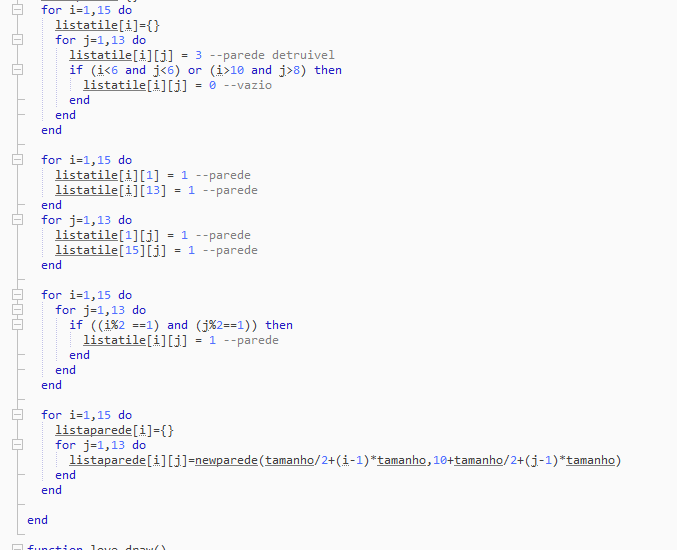 for i=1,15 do
listatile[i]={}
for j=1,13 do
listatile[i][j] = 3 --parede detruivel
if (i<6 and j<6) or (i>10 and j>8) then
listatile[i][j] = 0 --vazio
end
end
end
for i=1,15 do
listatile[i][1] = 1 --parede
listatile[i][13] = 1 --parede
end
for j=1,13 do
listatile[1][j] = 1 --parede
listatile[15][j] = 1 --parede
end
for i=1,15 do
for j=1,13 do
if ((i%2 ==1) and (j%2==1)) then
listatile[i][j] = 1 --parede
end
end
end
for i=1,15 do
listaparede[i]={}
for j=1,13 do
listaparede[i][j]=newparede(tamanho/2+(i-1)*tamanho,10+tamanho/2+(j-1)*tamanho)
end
end
end
function love.draw()